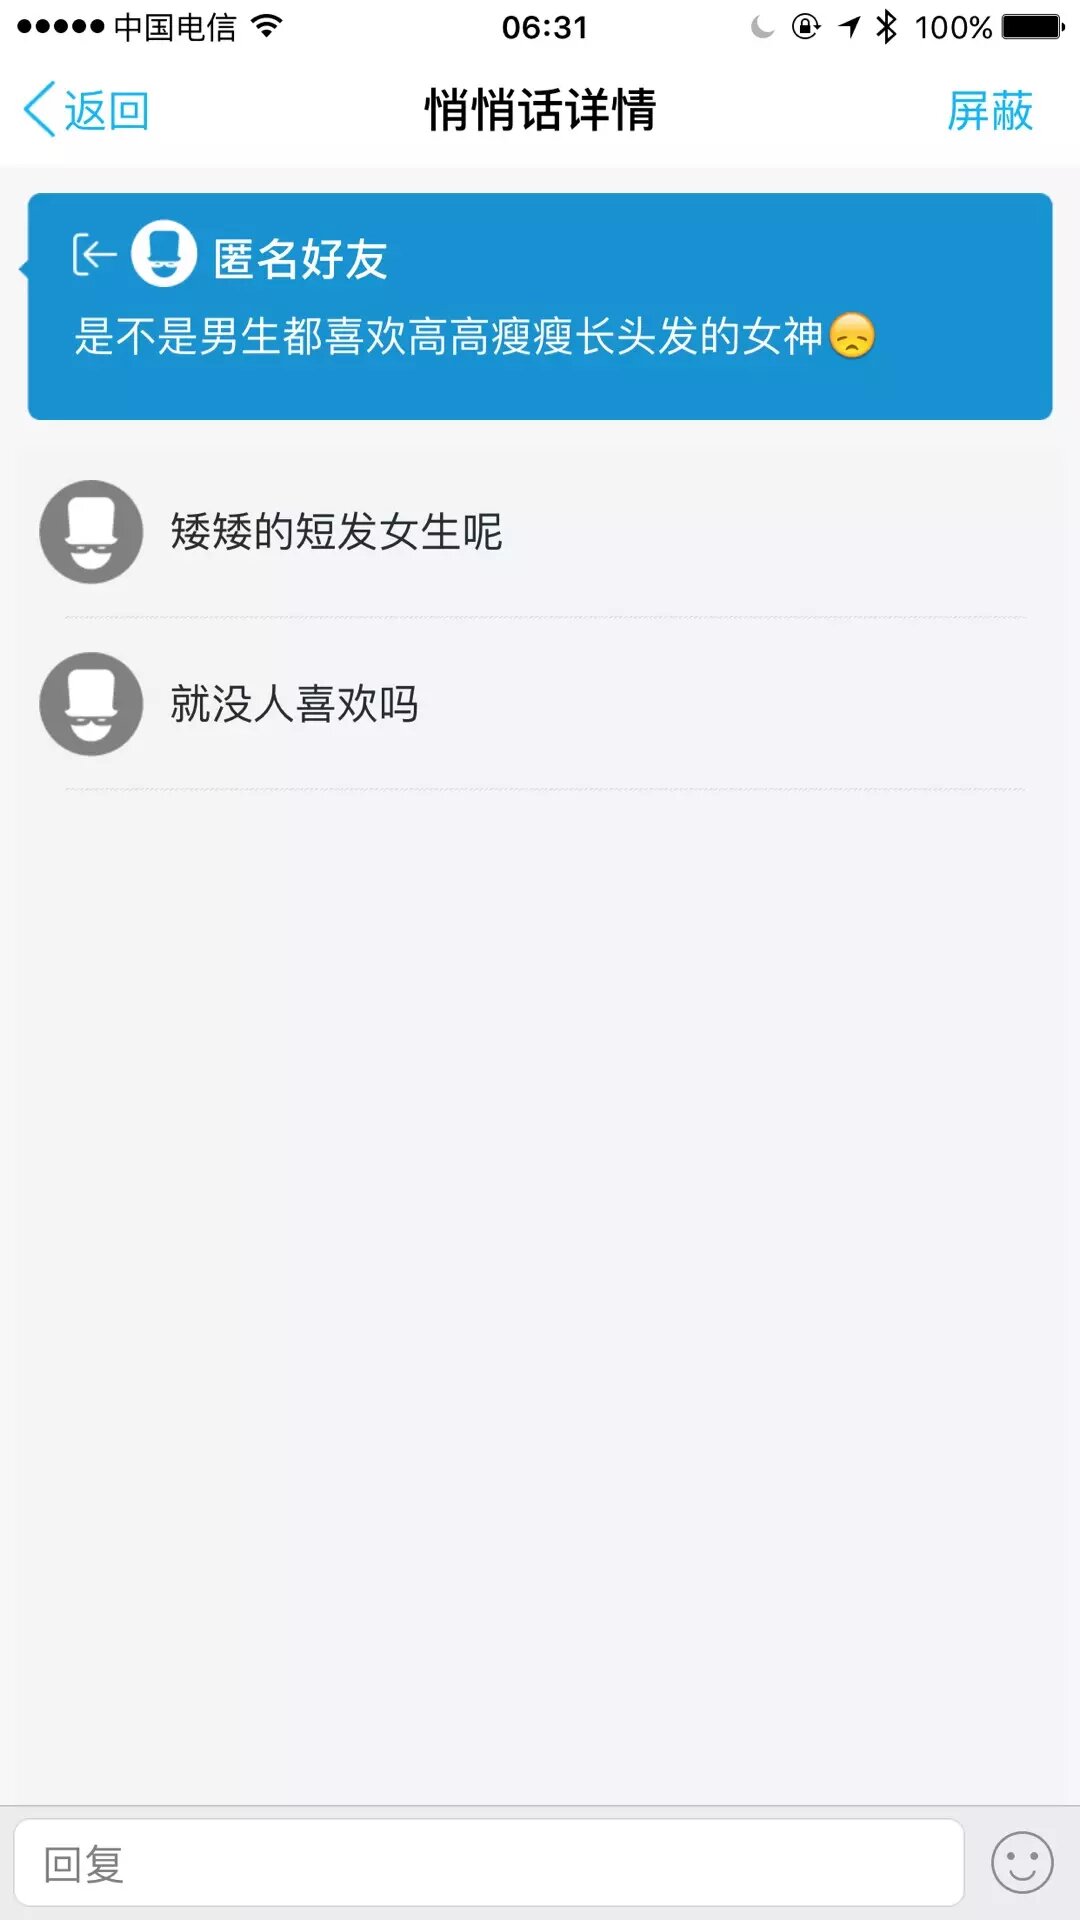 中国电信 06:31 100%
返回 悄悄话详情 屏蔽
匿名好友
是不是男生都喜欢高高瘦瘦长头发的女神😞
矮矮的短发女生呢
就没人喜欢吗
回复